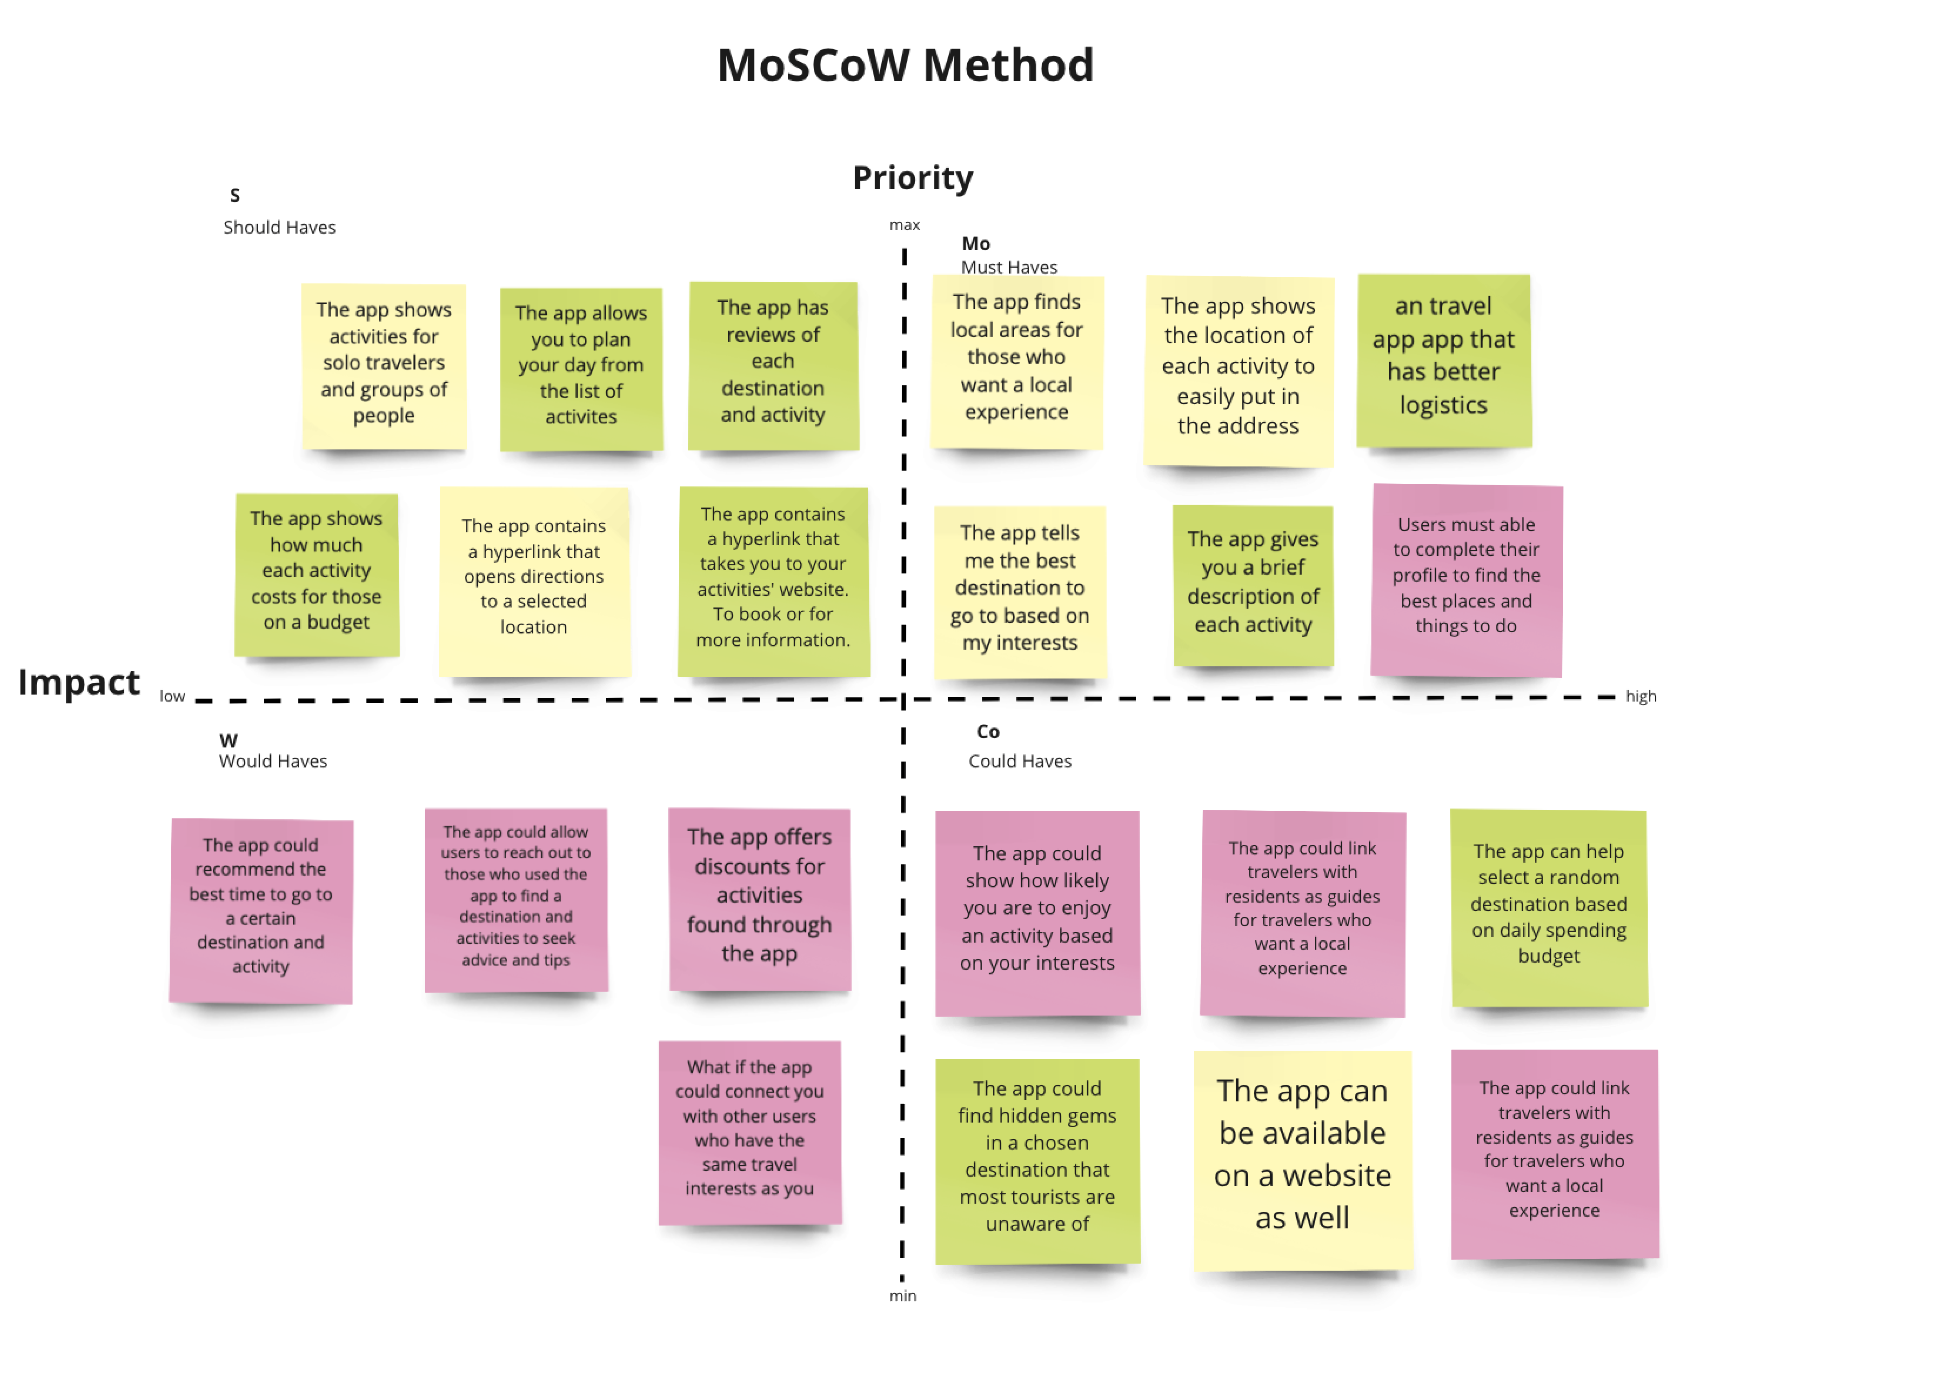 MoSCoW Method
Priority
S
Should Haves
max
Mo
Must Haves
The app shows
activities for
solo travelers
and groups of
people
The app allows
you to plan
your day from
the list of
activites
The app has
reviews of
each
destination
and activity
The app finds
local areas for
those who
want a local
experience
The app shows
the location of
each activity to
easily put in
the address
an travel
app app that
has better
logistics
The app shows
how much
each activity
costs for those
on a budget
The app contains
a hyperlink that
opens directions
to a selected
location
The app contains
a hyperlink that
takes you to your
activities' website.
To book or for
more information.
The app tells
me the best
destination to
go to based on
my interests
The app gives
you a brief
description of
each activity
Users must able
to complete their
profile to find the
best places and
things to do
Impact
low
high
W
Would Haves
Co
Could Haves
The app could
recommend the
best time to go to
a certain
destination and
activity
The app could allow
users to reach out to
those who used the
app to find a
destination and
activities to seek
advice and tips
The app offers
discounts for
activities
found through
the app
The app could
show how likely
you are to enjoy
an activity based
on your interests
The app could link
travelers with
residents as guides
for travelers who
want a local
experience
The app can help
select a random
destination based
on daily spending
budget
What if the app
could connect you
with other users
who have the
same travel
interests as you
The app could
find hidden gems
in a chosen
destination that
most tourists are
unaware of
The app can
be available
on a website
as well
The app could link
travelers with
residents as guides
for travelers who
want a local
experience
min